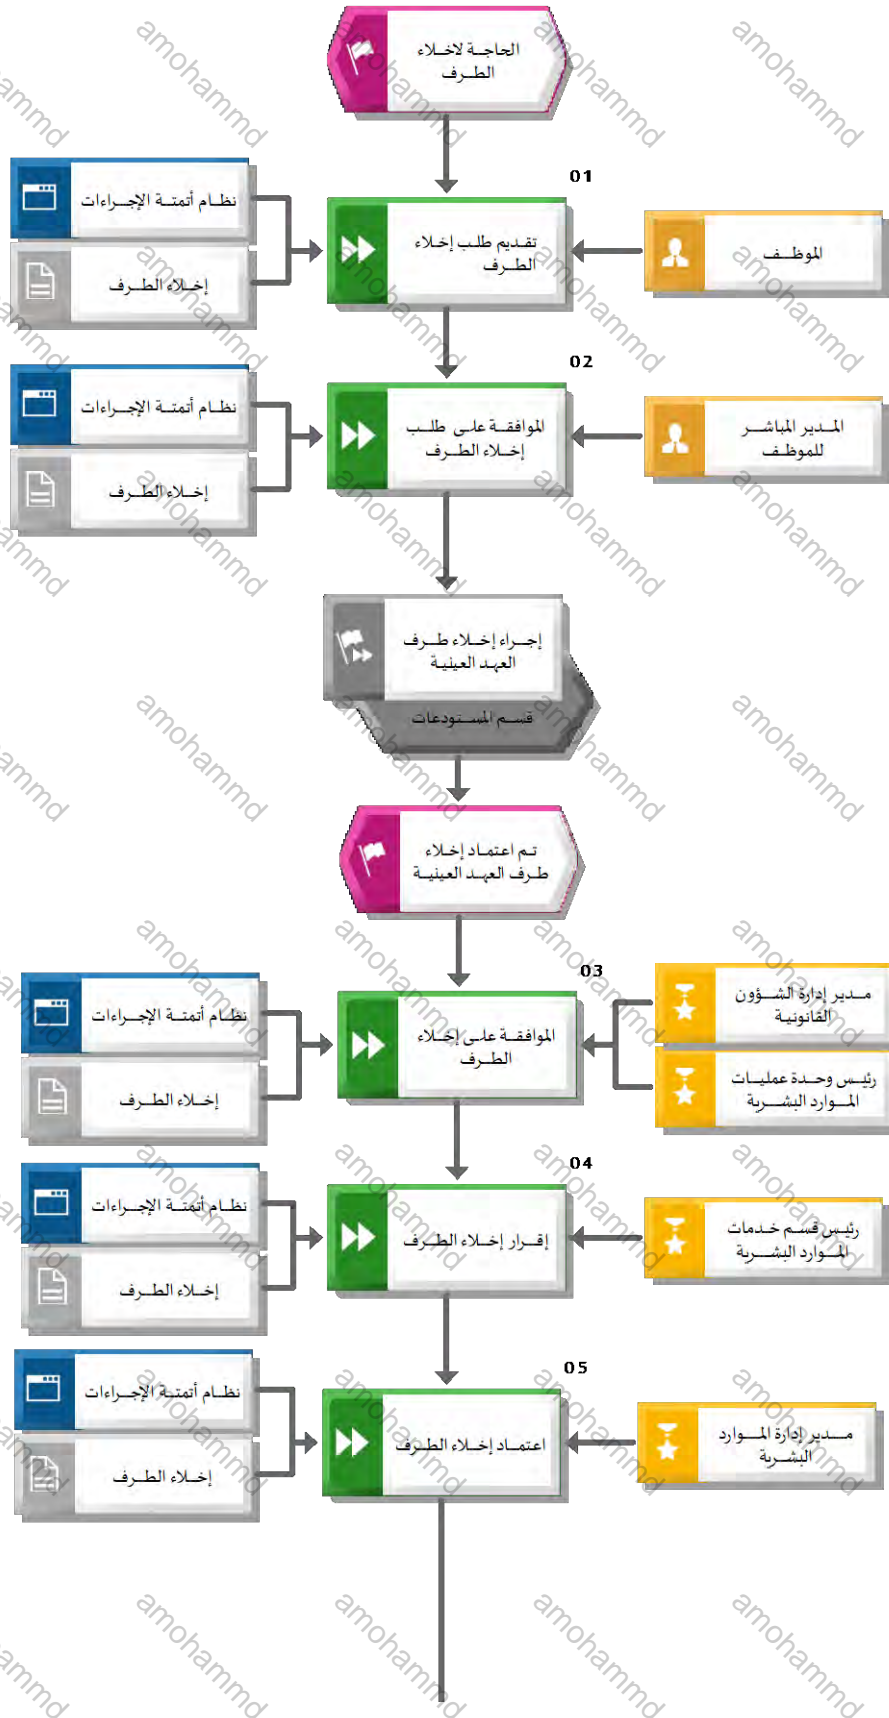 الحاجة لاخلاء
الطرف
01
نظام أتمتة الإجراءات
إخلاء الطرف
تقديم طلب إخلاء
الطرف
الموظف
02
نظام أتمتة الإجراءات
إخلاء الطرف
الموافقة على طلب
إخلاء الطرف
المدير المباشر
للموظف
إجراء إخلاء طرف
العهد العينية
قسم المستودعات
تم اعتماد إخلاء
طرف العهد العينية
03
نظام أتمتة الإجراءات
إخلاء الطرف
الموافقة على إخلاء
الطرف
مدير إدارة الشؤون
القانونية
رئيس وحدة عمليات
الموارد البشرية
04
نظام أتمتة الإجراءات
إخلاء الطرف
إقرار إخلاء الطرف
رئيس قسم خدمات
الموارد البشرية
05
نظام أتمتة الإجراءات
إخلاء الطرف
اعتماد إخلاء الطرف
مدير إدارة الموارد
البشرية
amohammd